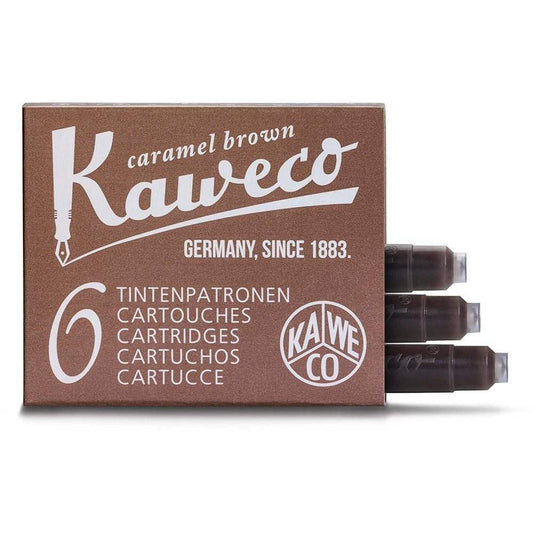 caramel brown
Kaweco
GERMANY, SINCE 1883.
6
TINTENPATRONEN
CARTOUCHES
CARTRIDGES
CARTUCHOS
CARTUCCE
KA WE
CO